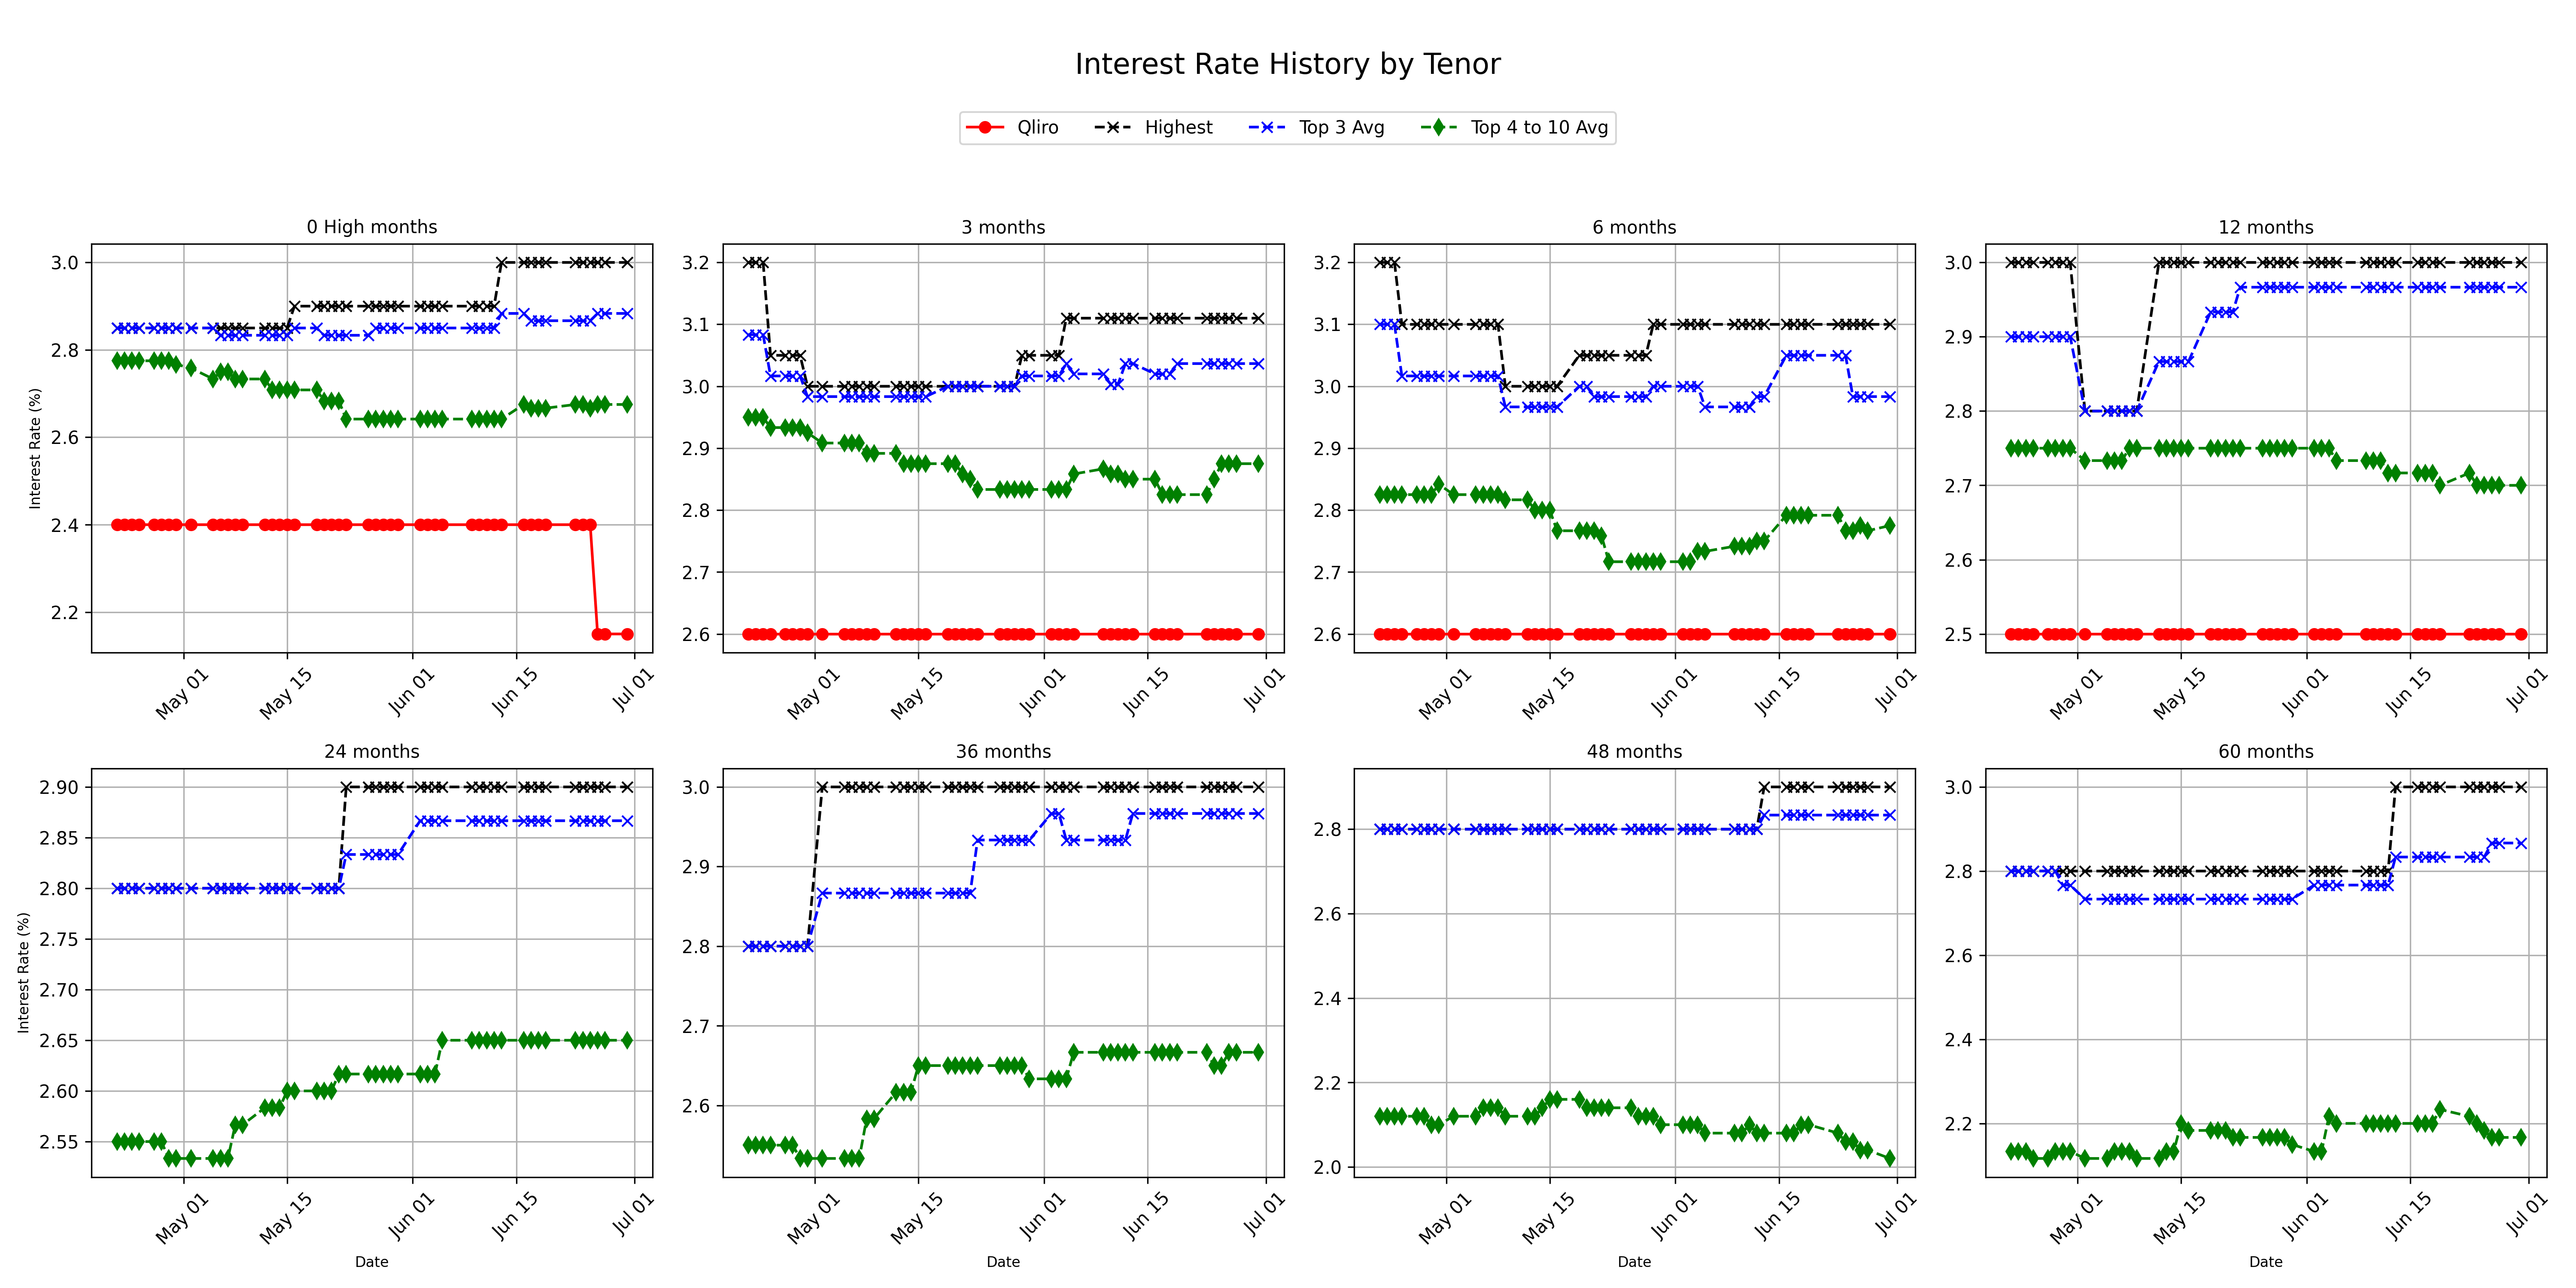 Interest Rate History by Tenor
Qliro Highest Top 3 Avg Top 4 to 10 Avg
0 High months
Interest Rate (%)
3.0
2.8
2.6
2.4
2.2
May 01 May 15 Jun 01 Jun 15 Jul 01
3 months
3.2
3.1
3.0
2.9
2.8
2.7
2.6
May 01 May 15 Jun 01 Jun 15 Jul 01
6 months
3.2
3.1
3.0
2.9
2.8
2.7
2.6
May 01 May 15 Jun 01 Jun 15 Jul 01
12 months
3.0
2.9
2.8
2.7
2.6
2.5
May 01 May 15 Jun 01 Jun 15 Jul 01
24 months
Interest Rate (%)
2.90
2.85
2.80
2.75
2.70
2.65
2.60
2.55
May 01 May 15 Jun 01 Jun 15 Jul 01
Date
36 months
3.0
2.9
2.8
2.7
2.6
May 01 May 15 Jun 01 Jun 15 Jul 01
Date
48 months
2.8
2.6
2.4
2.2
2.0
May 01 May 15 Jun 01 Jun 15 Jul 01
Date
60 months
3.0
2.8
2.6
2.4
2.2
May 01 May 15 Jun 01 Jun 15 Jul 01
Date